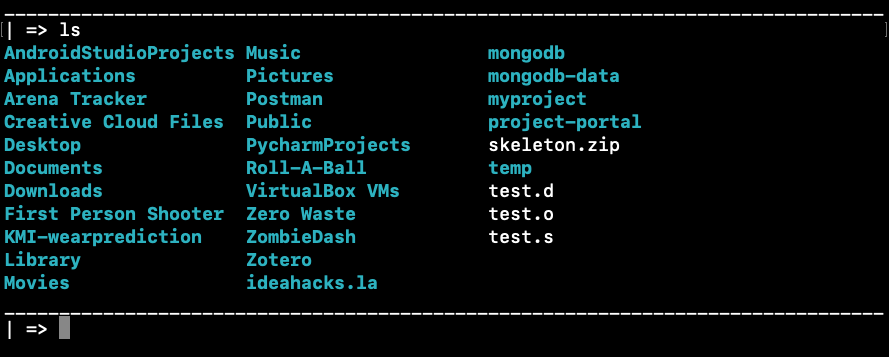 | => ls
AndroidStudioProjects Music mongodb
Applications Pictures mongodb-data
Arena Tracker Postman myproject
Creative Cloud Files Public project-portal
Desktop PycharmProjects skeleton.zip
Documents Roll-A-Ball temp
Downloads VirtualBox VMs test.d
First Person Shooter Zero Waste test.o
KMI-wearprediction ZombieDash test.s
Library Zotero
Movies ideahacks.la
| =>